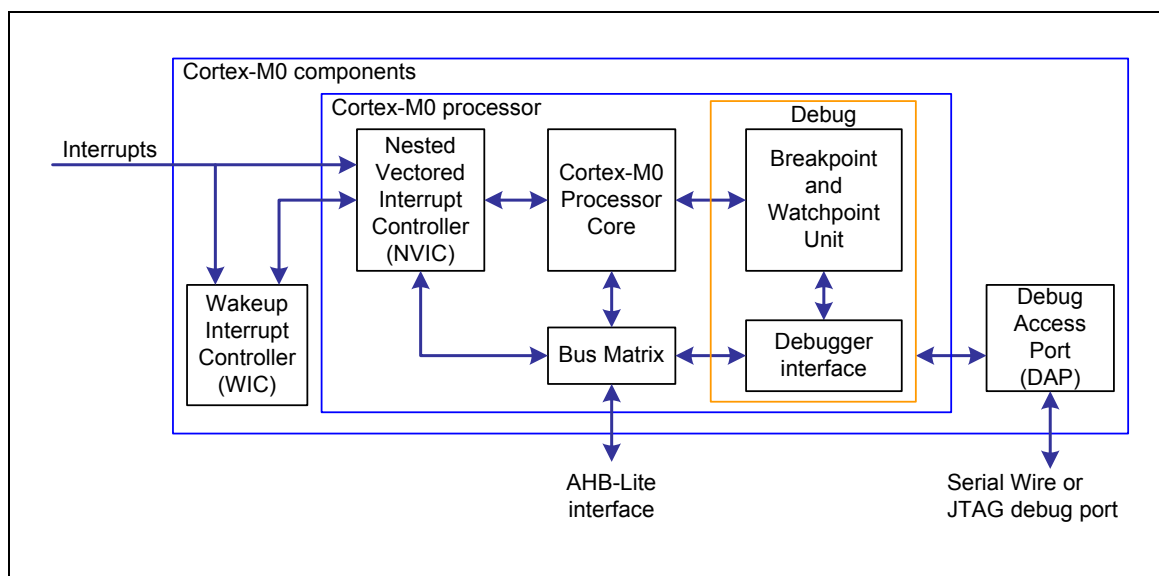 Cortex-M0 components
Cortex-M0 processor
Debug
Interrupts
Nested
Vectored
Interrupt
Controller
(NVIC)
Cortex-M0
Processor
Core
Breakpoint
and
Watchpoint
Unit
Wakeup
Interrupt
Controller
(WIC)
Bus Matrix
Debugger
interface
Debug
Access
Port
(DAP)
AHB-Lite
interface
Serial Wire or
JTAG debug port